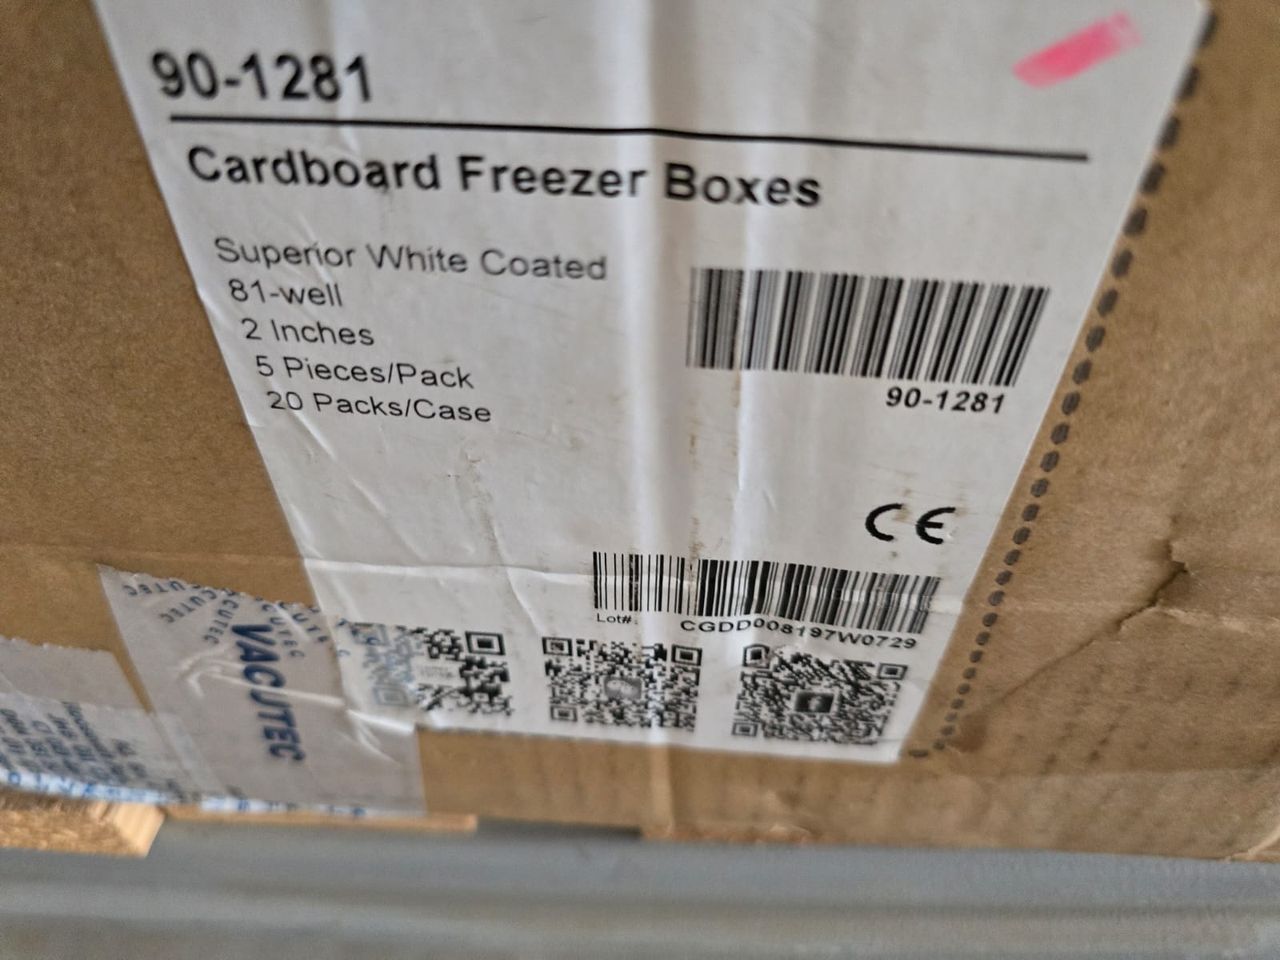 90-1281
Cardboard Freezer Boxes
Superior White Coated
81-well
2 Inches
5 Pieces/Pack
20 Packs/Case
90-1281
CE
Lot#:
CGDD008197W0729
VACUTEC